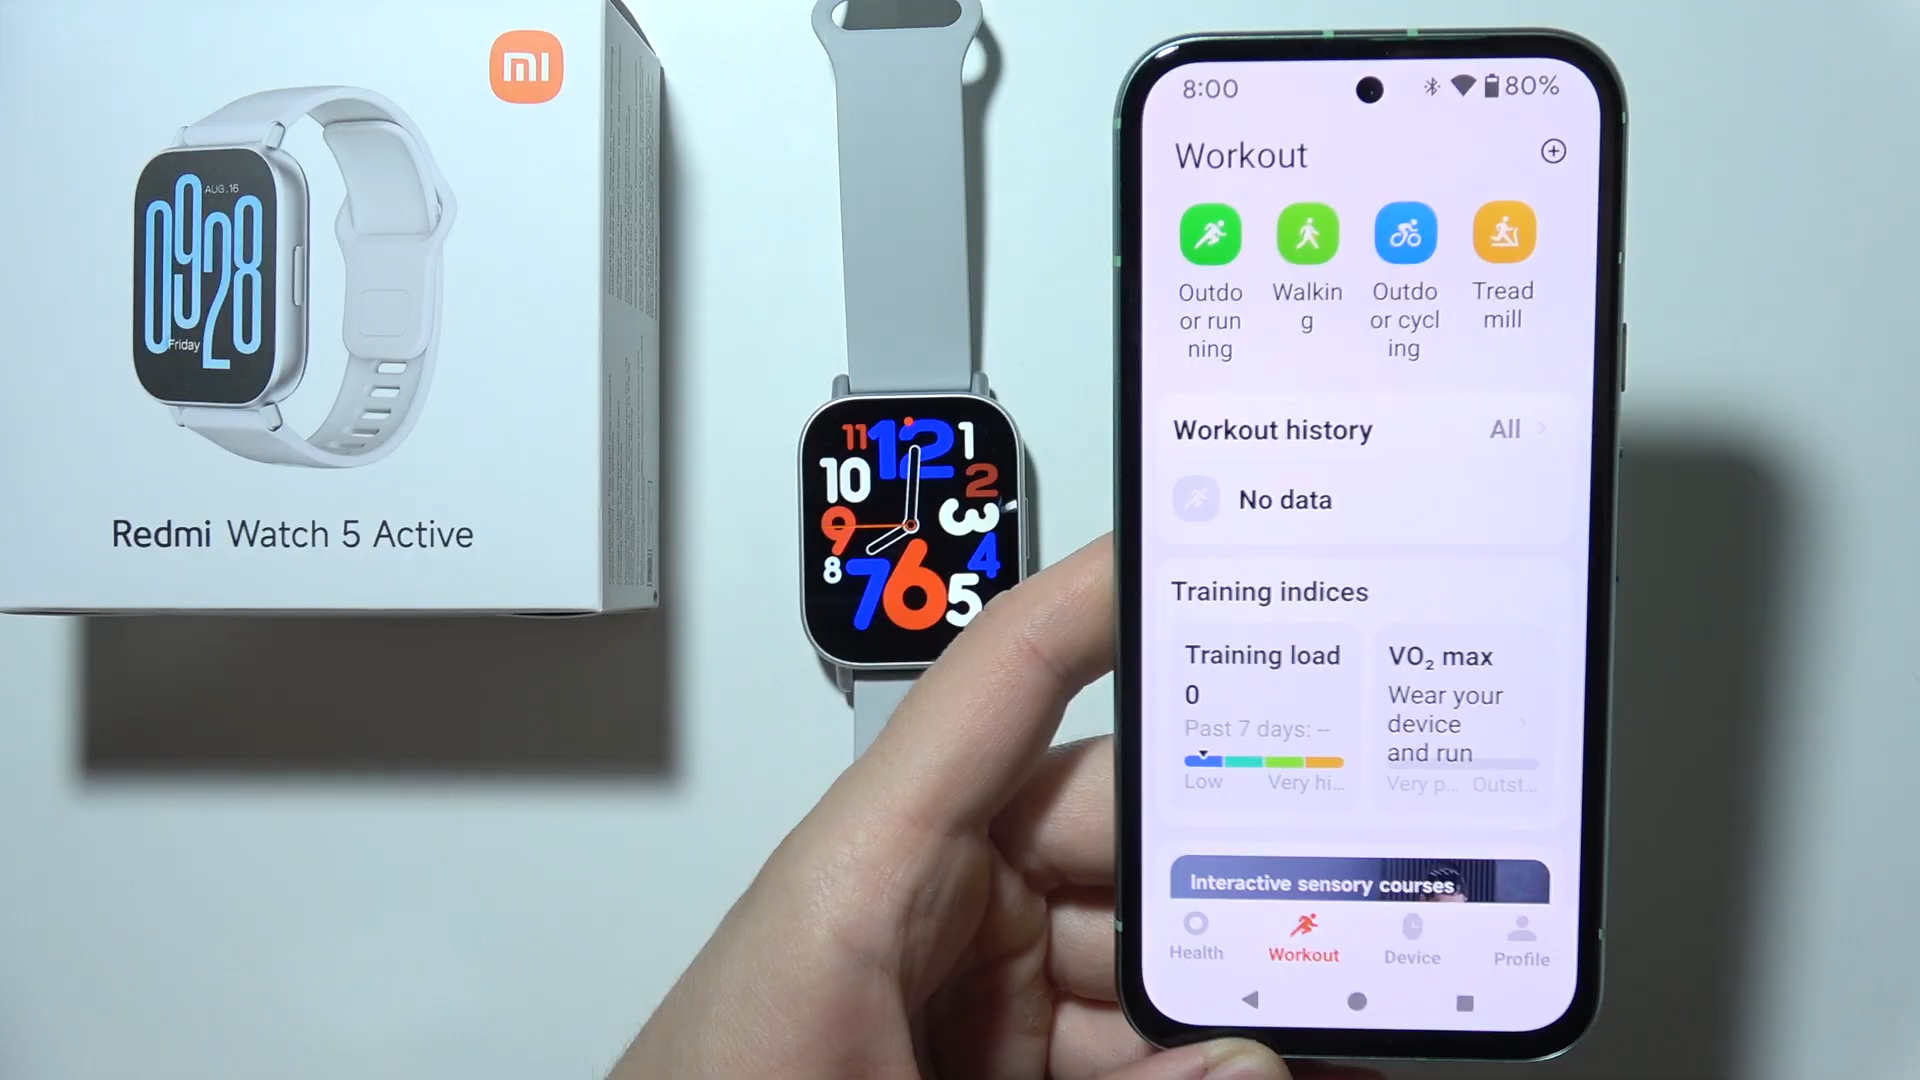 mi
AUG.16
0928
Friday
Redmi Watch 5 Active
11 12 1
10 2
9 3
8 4
7 6 5
8:00
80%
Workout
Outdo
or run
ning
Walkin
g
Outdo
or cycl
ing
Tread
mill
Workout history
All
No data
Training indices
Training load
0
Past 7 days: --
Low
Very hi...
VO₂ max
Wear your
device
and run
Very p...
Outst...
Interactive sensory courses
Health
Workout
Device
Profile